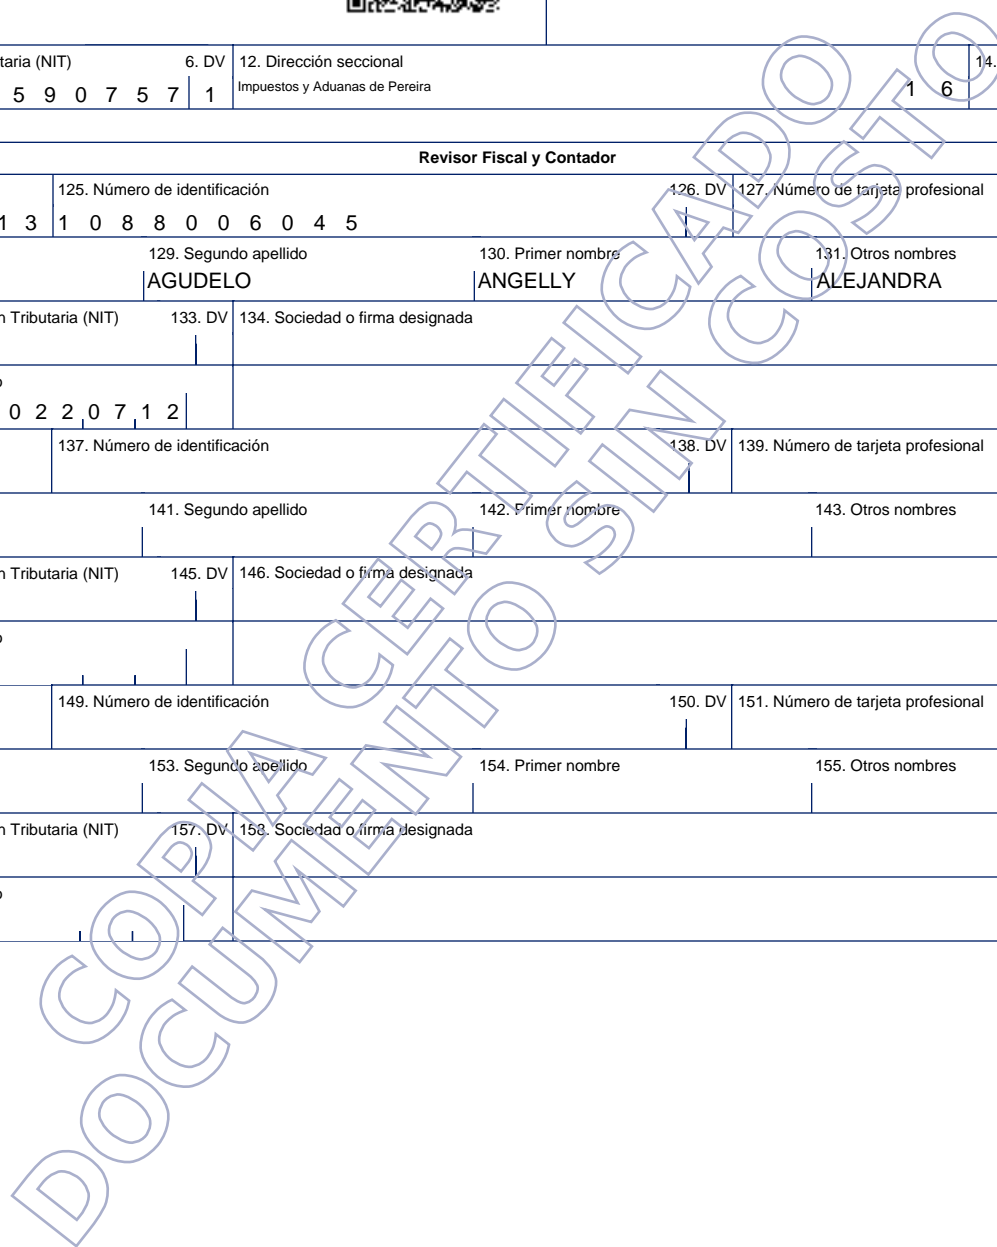 taria (NIT) 6. DV 12. Dirección seccional 14.
5 9 0 7 5 7 1 Impuestos y Aduanas de Pereira 1 6
Revisor Fiscal y Contador
125. Número de identificación 126. DV 127. Número de tarjeta profesional
1 3 1 0 8 8 0 0 6 0 4 5
129. Segundo apellido 130. Primer nombre 131. Otros nombres
AGUDELO ANGELLY ALEJANDRA
n Tributaria (NIT) 133. DV 134. Sociedad o firma designada
o
0 2 2 0 7 1 2
137. Número de identificación 138. DV 139. Número de tarjeta profesional
141. Segundo apellido 142. Primer nombre 143. Otros nombres
n Tributaria (NIT) 145. DV 146. Sociedad o firma designada
o
149. Número de identificación 150. DV 151. Número de tarjeta profesional
153. Segundo apellido 154. Primer nombre 155. Otros nombres
n Tributaria (NIT) 157. DV 158. Sociedad o firma designada
o
COPIA CERTIFICADO
DOCUMENTO SIN COSTO